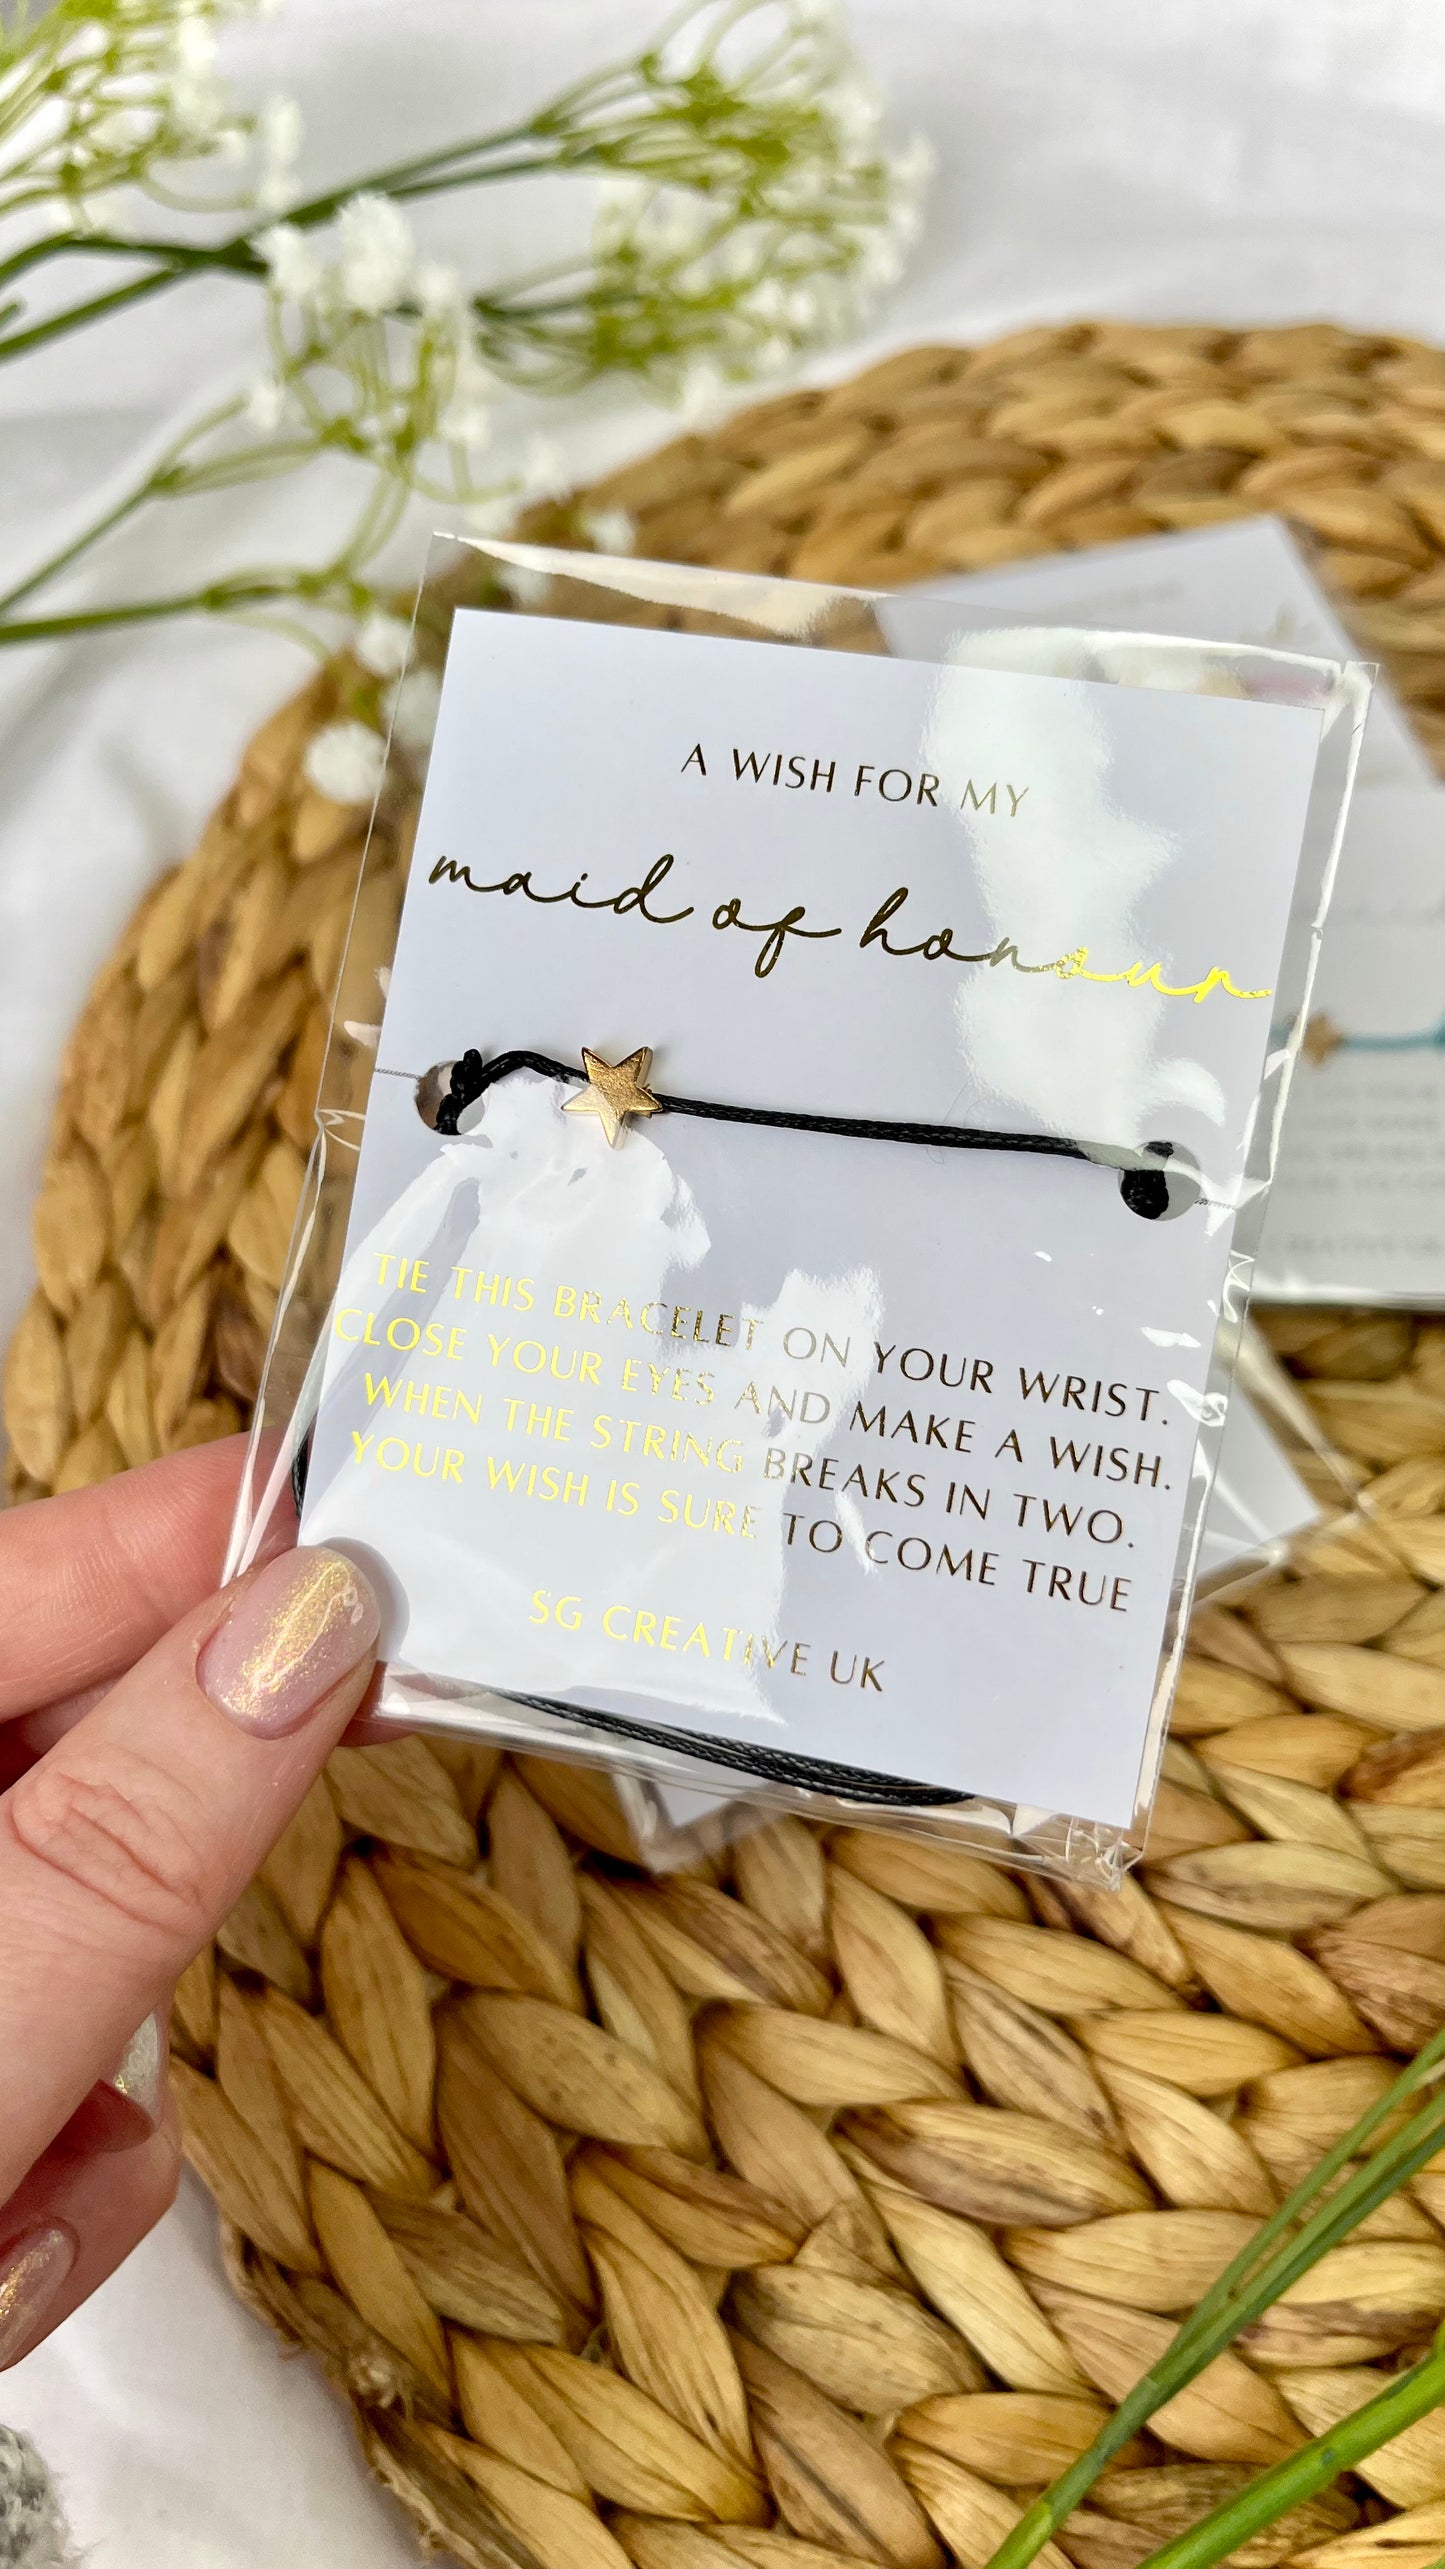 A WISH FOR MY
maid of honour
TIE THIS BRACELET ON YOUR WRIST.
CLOSE YOUR EYES AND MAKE A WISH.
WHEN THE STRING BREAKS IN TWO.
YOUR WISH IS SURE TO COME TRUE
SG CREATIVE UK